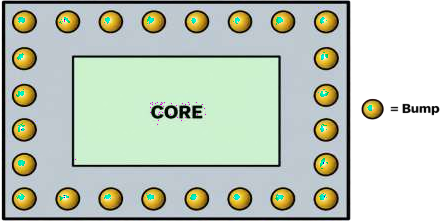 CORE
= Bump